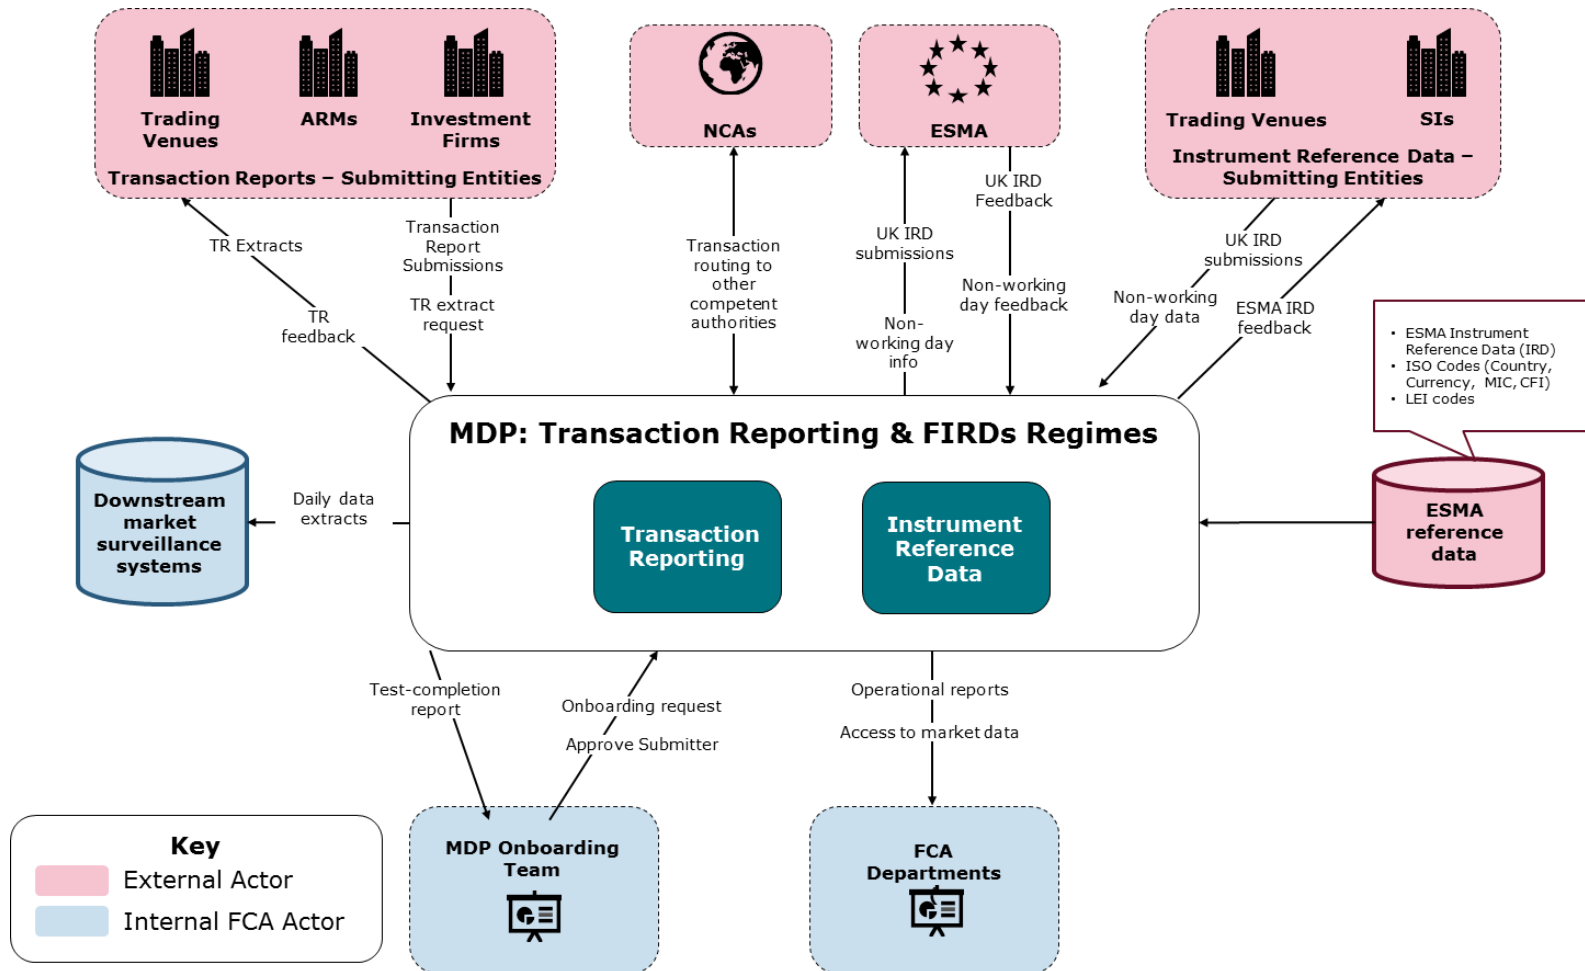 Trading
Venues
ARMs
Investment
Firms
Transaction Reports – Submitting Entities
NCAs
ESMA
Trading Venues
SIs
Instrument Reference Data –
Submitting Entities
TR Extracts
TR
feedback
Transaction
Report
Submissions
TR extract
request
Transaction
routing to
other
competent
authorities
UK IRD
submissions
Non-
working day
info
UK IRD
Feedback
Non-working
day feedback
UK IRD
submissions
Non-working
day data
ESMA IRD
feedback
• ESMA Instrument
Reference Data (IRD)
• ISO Codes (Country,
Currency, MIC, CFI)
• LEI codes
MDP: Transaction Reporting & FIRDs Regimes
Downstream
market
surveillance
systems
Daily data
extracts
Transaction
Reporting
Instrument
Reference
Data
ESMA
reference
data
Test-completion
report
Onboarding request
Approve Submitter
Operational reports
Access to market data
MDP Onboarding
Team
FCA
Departments
Key
External Actor
Internal FCA Actor